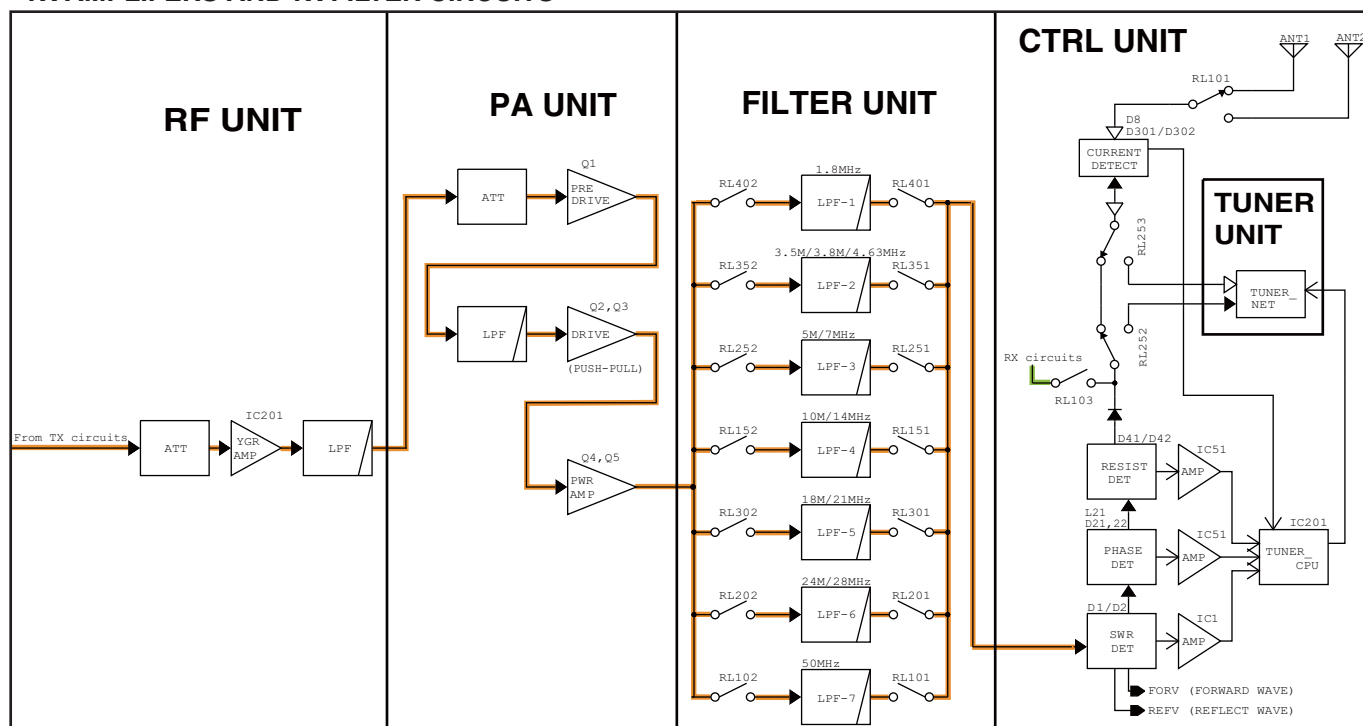 RF UNIT
From TX circuits
ATT
IC201
YGR
AMP
LPF
PA UNIT
ATT
Q1
PRE
DRIVE
LPF
Q2,Q3
DRIVE
(PUSH-PULL)
Q4,Q5
PWR
AMP
FILTER UNIT
1.8MHz
RL402
LPF-1
RL401
3.5M/3.8M/4.63MHz
RL352
LPF-2
RL351
5M/7MHz
RL252
LPF-3
RL251
10M/14MHz
RL152
LPF-4
RL151
18M/21MHz
RL302
LPF-5
RL301
24M/28MHz
RL202
LPF-6
RL201
50MHz
RL102
LPF-7
RL101
CTRL UNIT
ANT1
ANT2
RL101
D8
D301/D302
CURRENT
DETECT
RL253
TUNER
UNIT
TUNER_
NET
RL252
RX circuits
RL103
D41/D42
RESIST
DET
IC51
AMP
L21
D21,22
PHASE
DET
IC51
AMP
IC201
TUNER_
CPU
D1/D2
SWR
DET
IC1
AMP
FORV (FORWARD WAVE)
REFV (REFLECT WAVE)